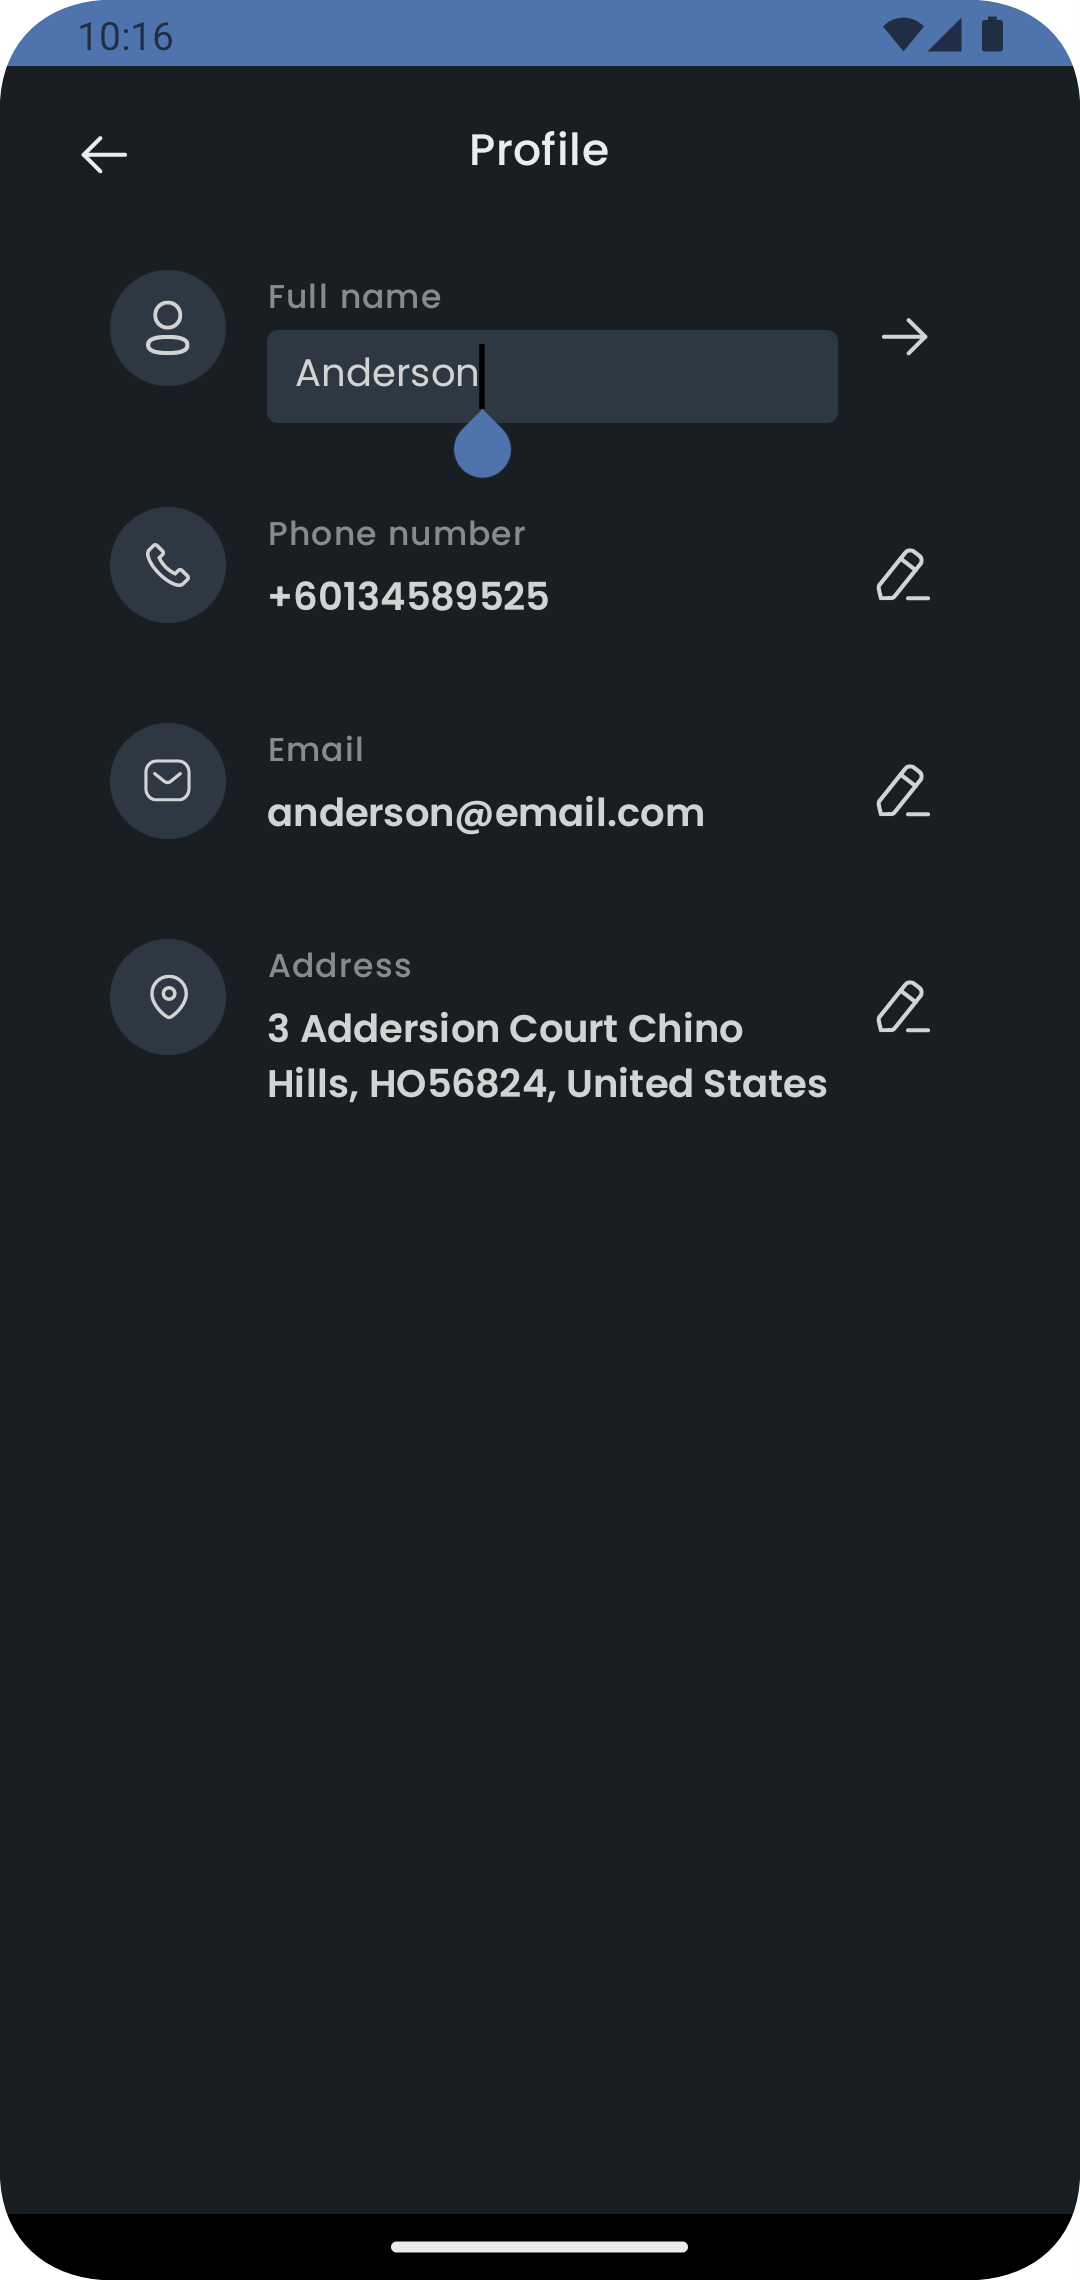 10:16
Profile
Full name
Anderson
Phone number
+60134589525
Email
anderson@email.com
Address
3 Addersion Court Chino
Hills, HO56824, United States